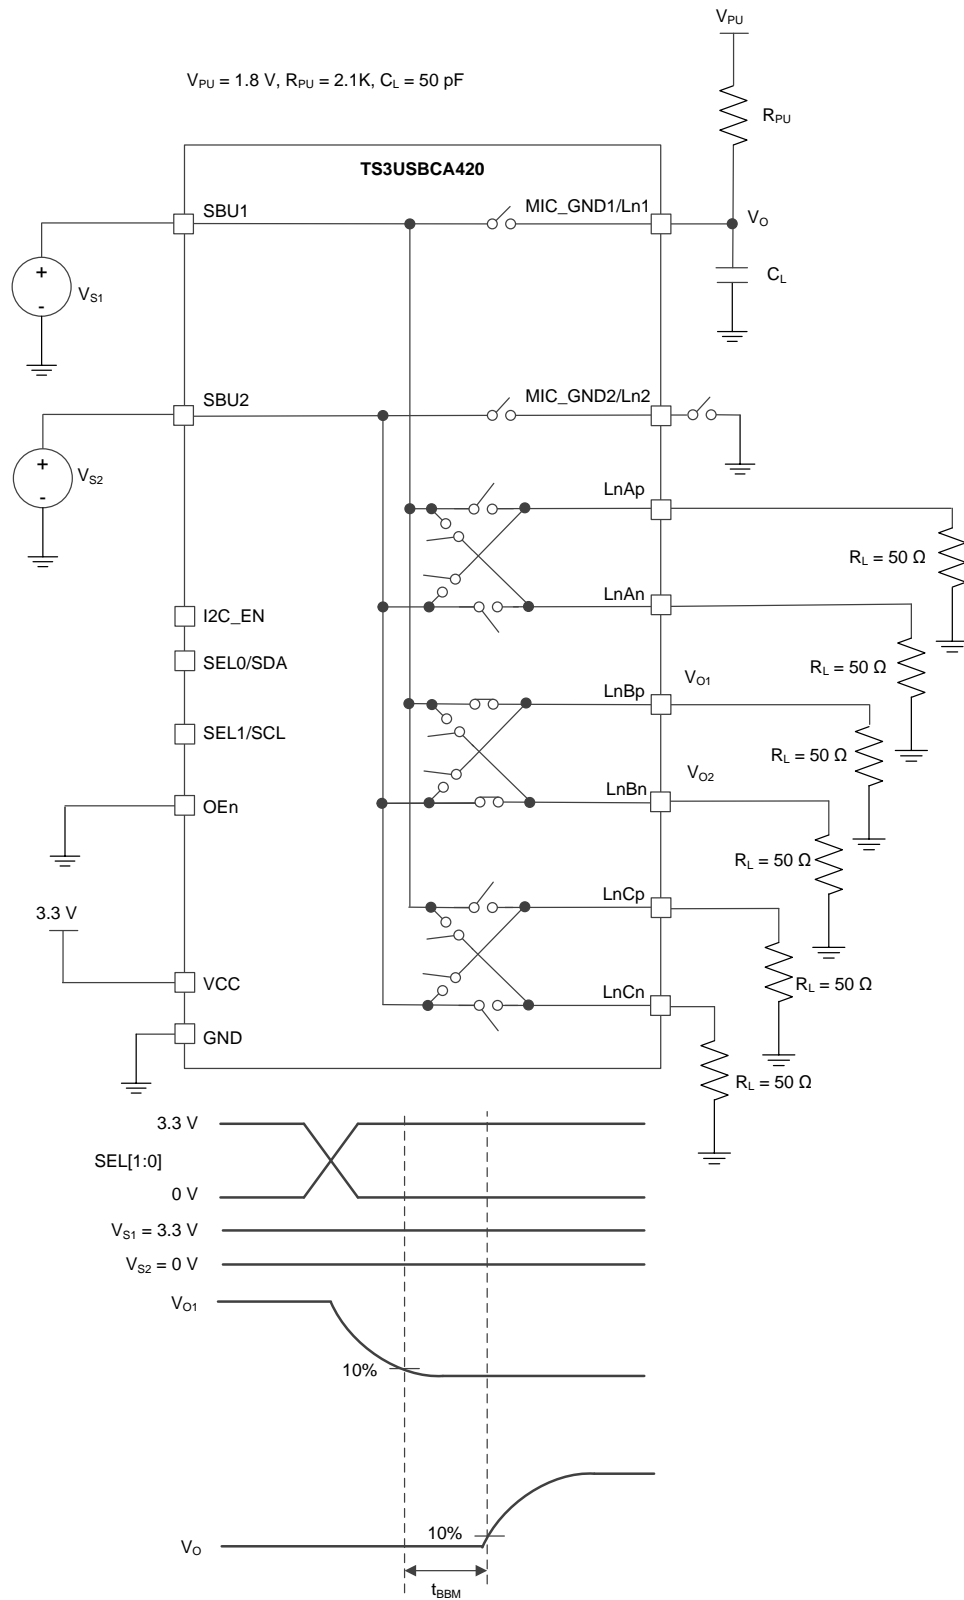 V_PU
V_PU = 1.8 V, R_PU = 2.1K, C_L = 50 pF
R_PU
TS3USBCA420
SBU1
MIC_GND1/Ln1
V_O
+
-
V_S1
C_L
SBU2
MIC_GND2/Ln2
+
-
V_S2
LnAp
R_L = 50 Ω
LnAn
I2C_EN
SEL0/SDA
R_L = 50 Ω
LnBp
V_O1
SEL1/SCL
R_L = 50 Ω
LnBn
V_O2
OEn
R_L = 50 Ω
LnCp
3.3 V
VCC
R_L = 50 Ω
LnCn
GND
R_L = 50 Ω
3.3 V
SEL[1:0]
0 V
V_S1 = 3.3 V
V_S2 = 0 V
V_O1
10%
10%
V_O
t_BBM